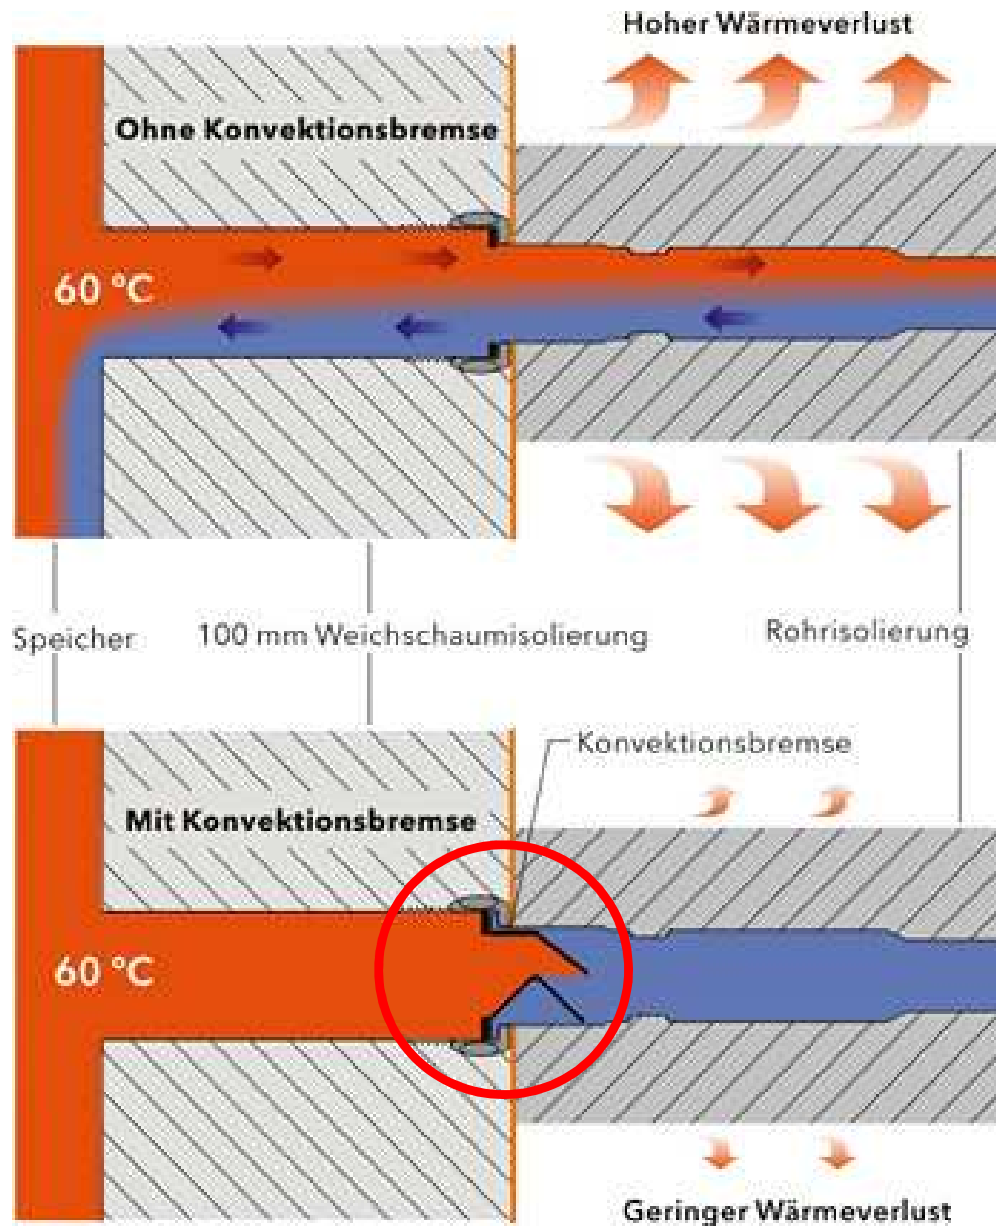 Hoher Wärmeverlust
Ohne Konvektionsbremse
60 °C
Speicher
100 mm Weichschaumisolierung
Rohrisolierung
Konvektionsbremse
Mit Konvektionsbremse
60 °C
Geringer Wärmeverlust